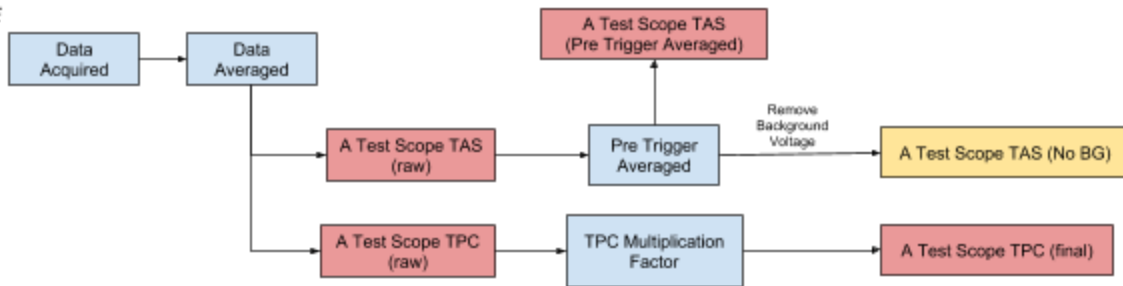 A Test Scope TAS
(Pre Trigger Averaged)
Data
Acquired
Data
Averaged
Remove
Background
Voltage
A Test Scope TAS
(raw)
Pre Trigger
Averaged
A Test Scope TAS (No BG)
A Test Scope TPC
(raw)
TPC Multiplication
Factor
A Test Scope TPC (final)